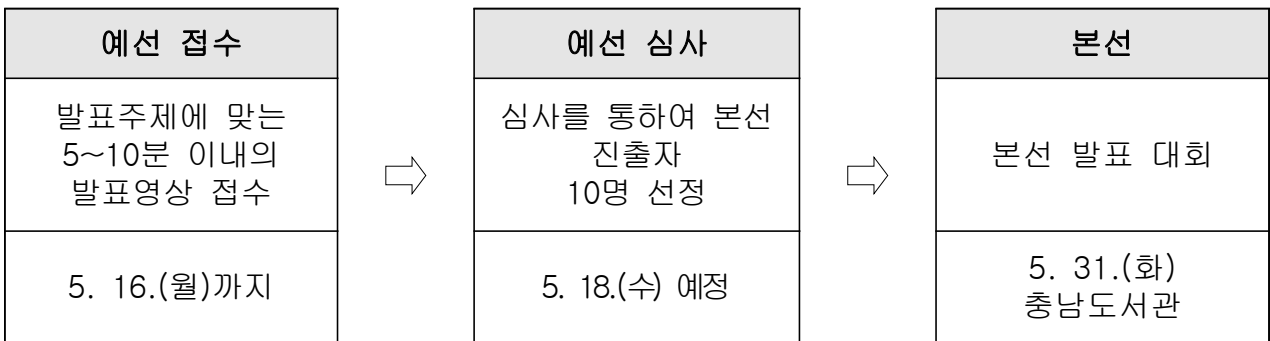 예선 접수
발표주제에 맞는
5~10분 이내의
발표영상 접수
5. 16.(월)까지
예선 심사
심사를 통하여 본선
진출자
10명 선정
5. 18.(수) 예정
본선
본선 발표 대회
5. 31.(화)
충남도서관